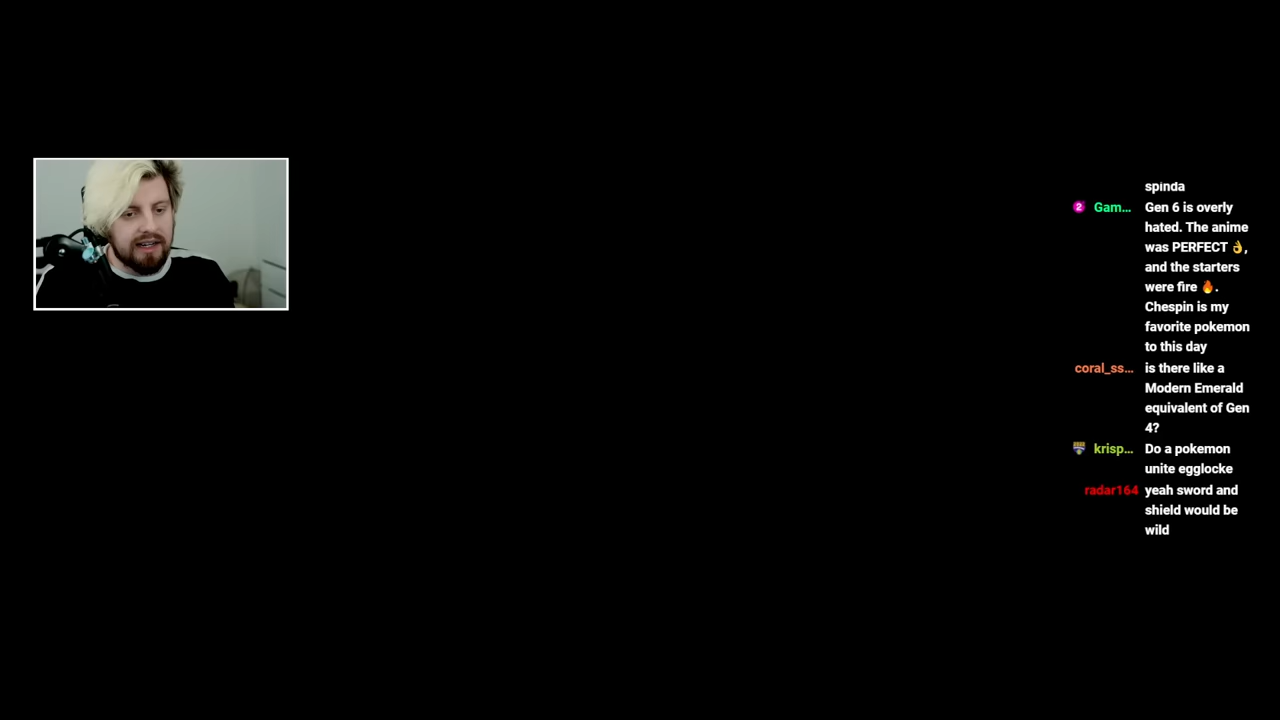 spinda
2 Gam... Gen 6 is overly
hated. The anime
was PERFECT 👌,
and the starters
were fire 🔥.
Chespin is my
favorite pokemon
to this day
coral_ss... is there like a
Modern Emerald
equivalent of Gen
4?
krisp... Do a pokemon
unite egglocke
radar164 yeah sword and
shield would be
wild